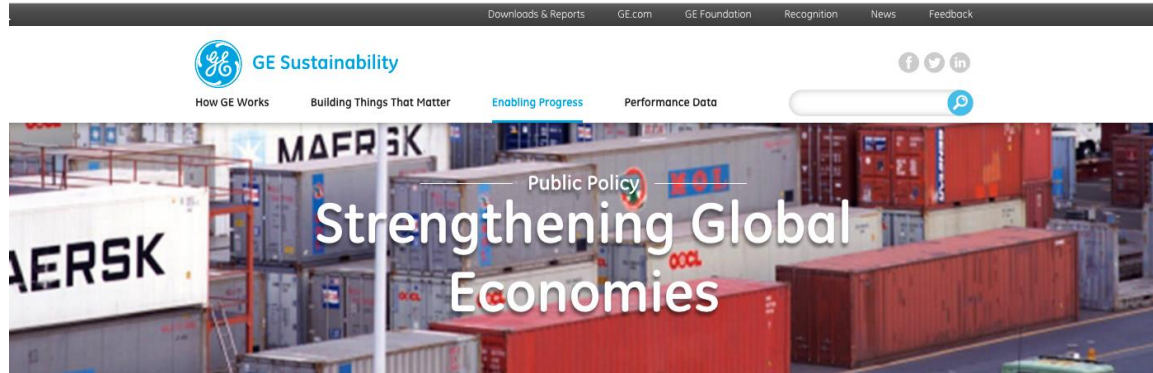 Downloads & Reports GE.com GE Foundation Recognition News Feedback
GE Sustainability
How GE Works Building Things That Matter Enabling Progress Performance Data
MAERSK
Public Policy
MOL
Strengthening Global
AERSK
OOCL
Economies
OOCL